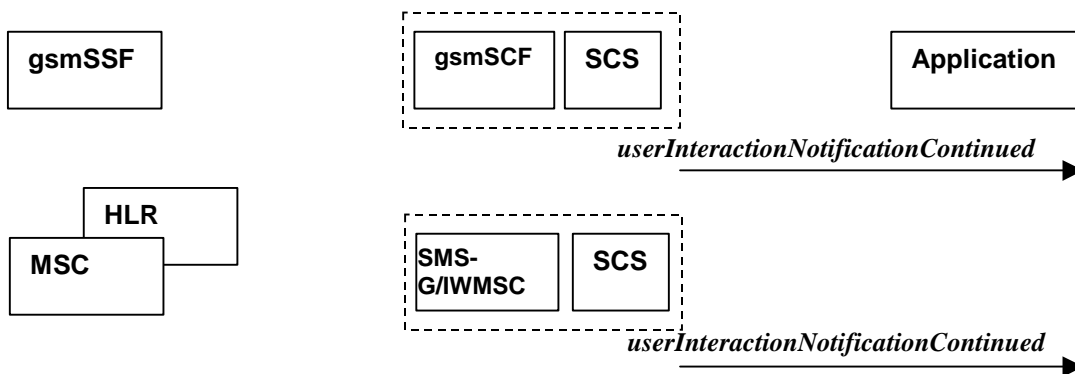 gsmSSF
gsmSCF
SCS
Application
userInteractionNotificationContinued
HLR
MSC
SMS-
G/IWMSC
SCS
userInteractionNotificationContinued